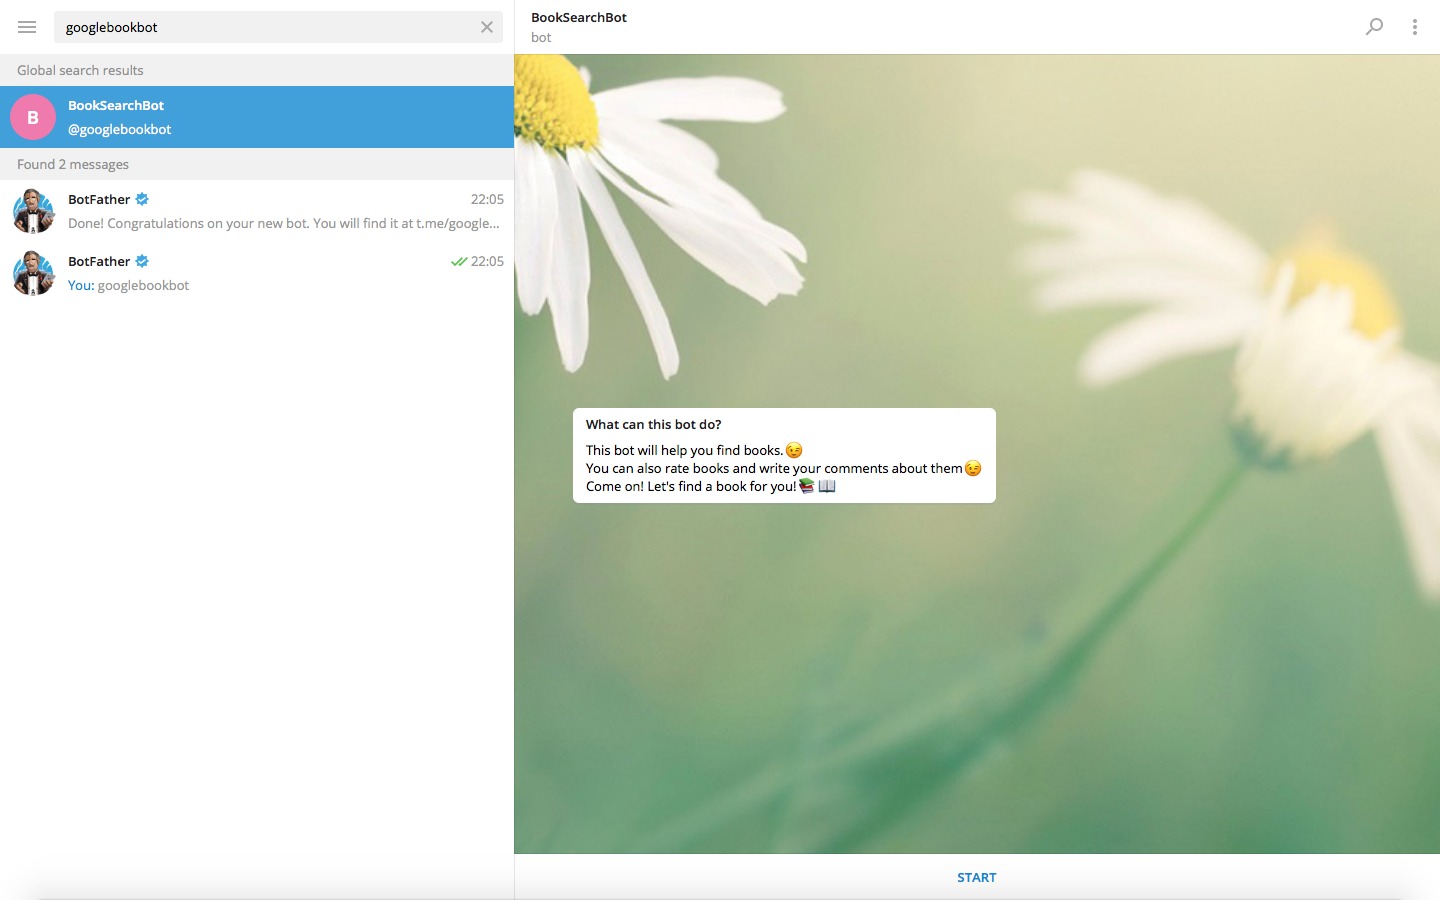 googlebookbot
Global search results
B
BookSearchBot
@googlebookbot
Found 2 messages
BotFather
22:05
Done! Congratulations on your new bot. You will find it at t.me/google...
BotFather
22:05
You: googlebookbot
BookSearchBot
bot
What can this bot do?
This bot will help you find books.😉
You can also rate books and write your comments about them😉
Come on! Let's find a book for you!📚 📖
START